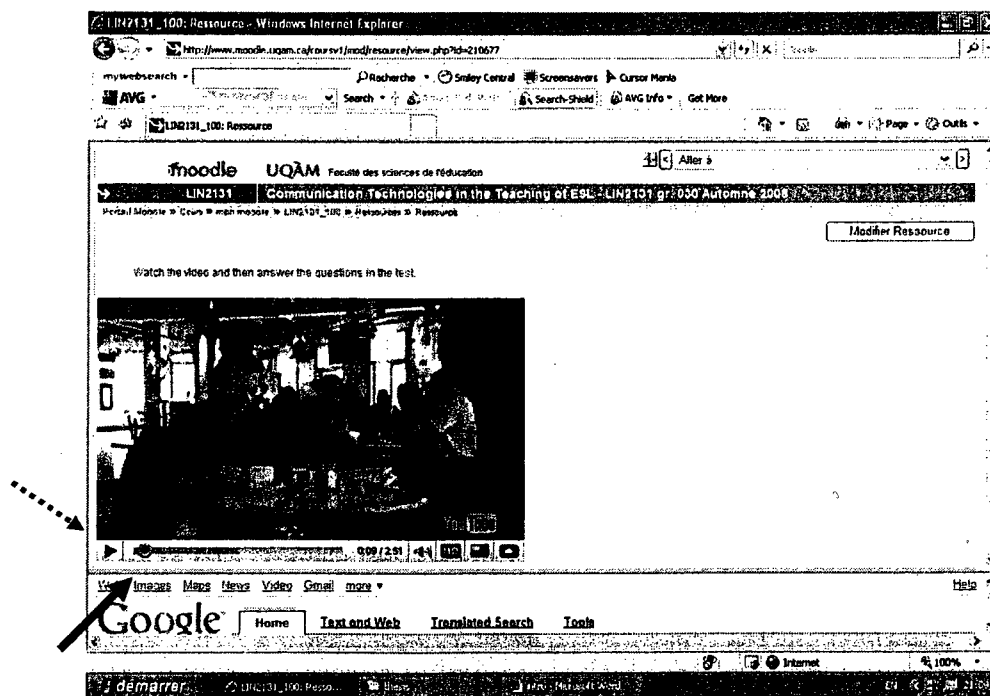 LIN2131_100: Ressource - Windows Internet Explorer
http://www.moodle.uqam.ca/coursv1/mod/resource/view.php?id=210677
mywebsearch Recherche Smiley Central Screensavers Cursor Mania
AVG Search Search-Shield AVG Info Get More
LIN2131_100: Ressource Page Outils
moodle UQÀM Faculté des sciences de l'éducation Aller à
LIN2131 Communication Technologies in the Teaching of ESL - LIN2131 gr. 030 Automne 2008
Portail Moodle » Cours » mon moodle » LIN2131_100 » Ressources » Ressource
Modifier Ressource
Watch the video and then answer the questions in the test.
You Tube
0:09 / 2:51
Web Images Maps News Video Gmail more ▼ Help
Google Home Text and Web Translated Search Tools
Internet 100%
démarrer LIN2131_100: Resso... Microsoft Word